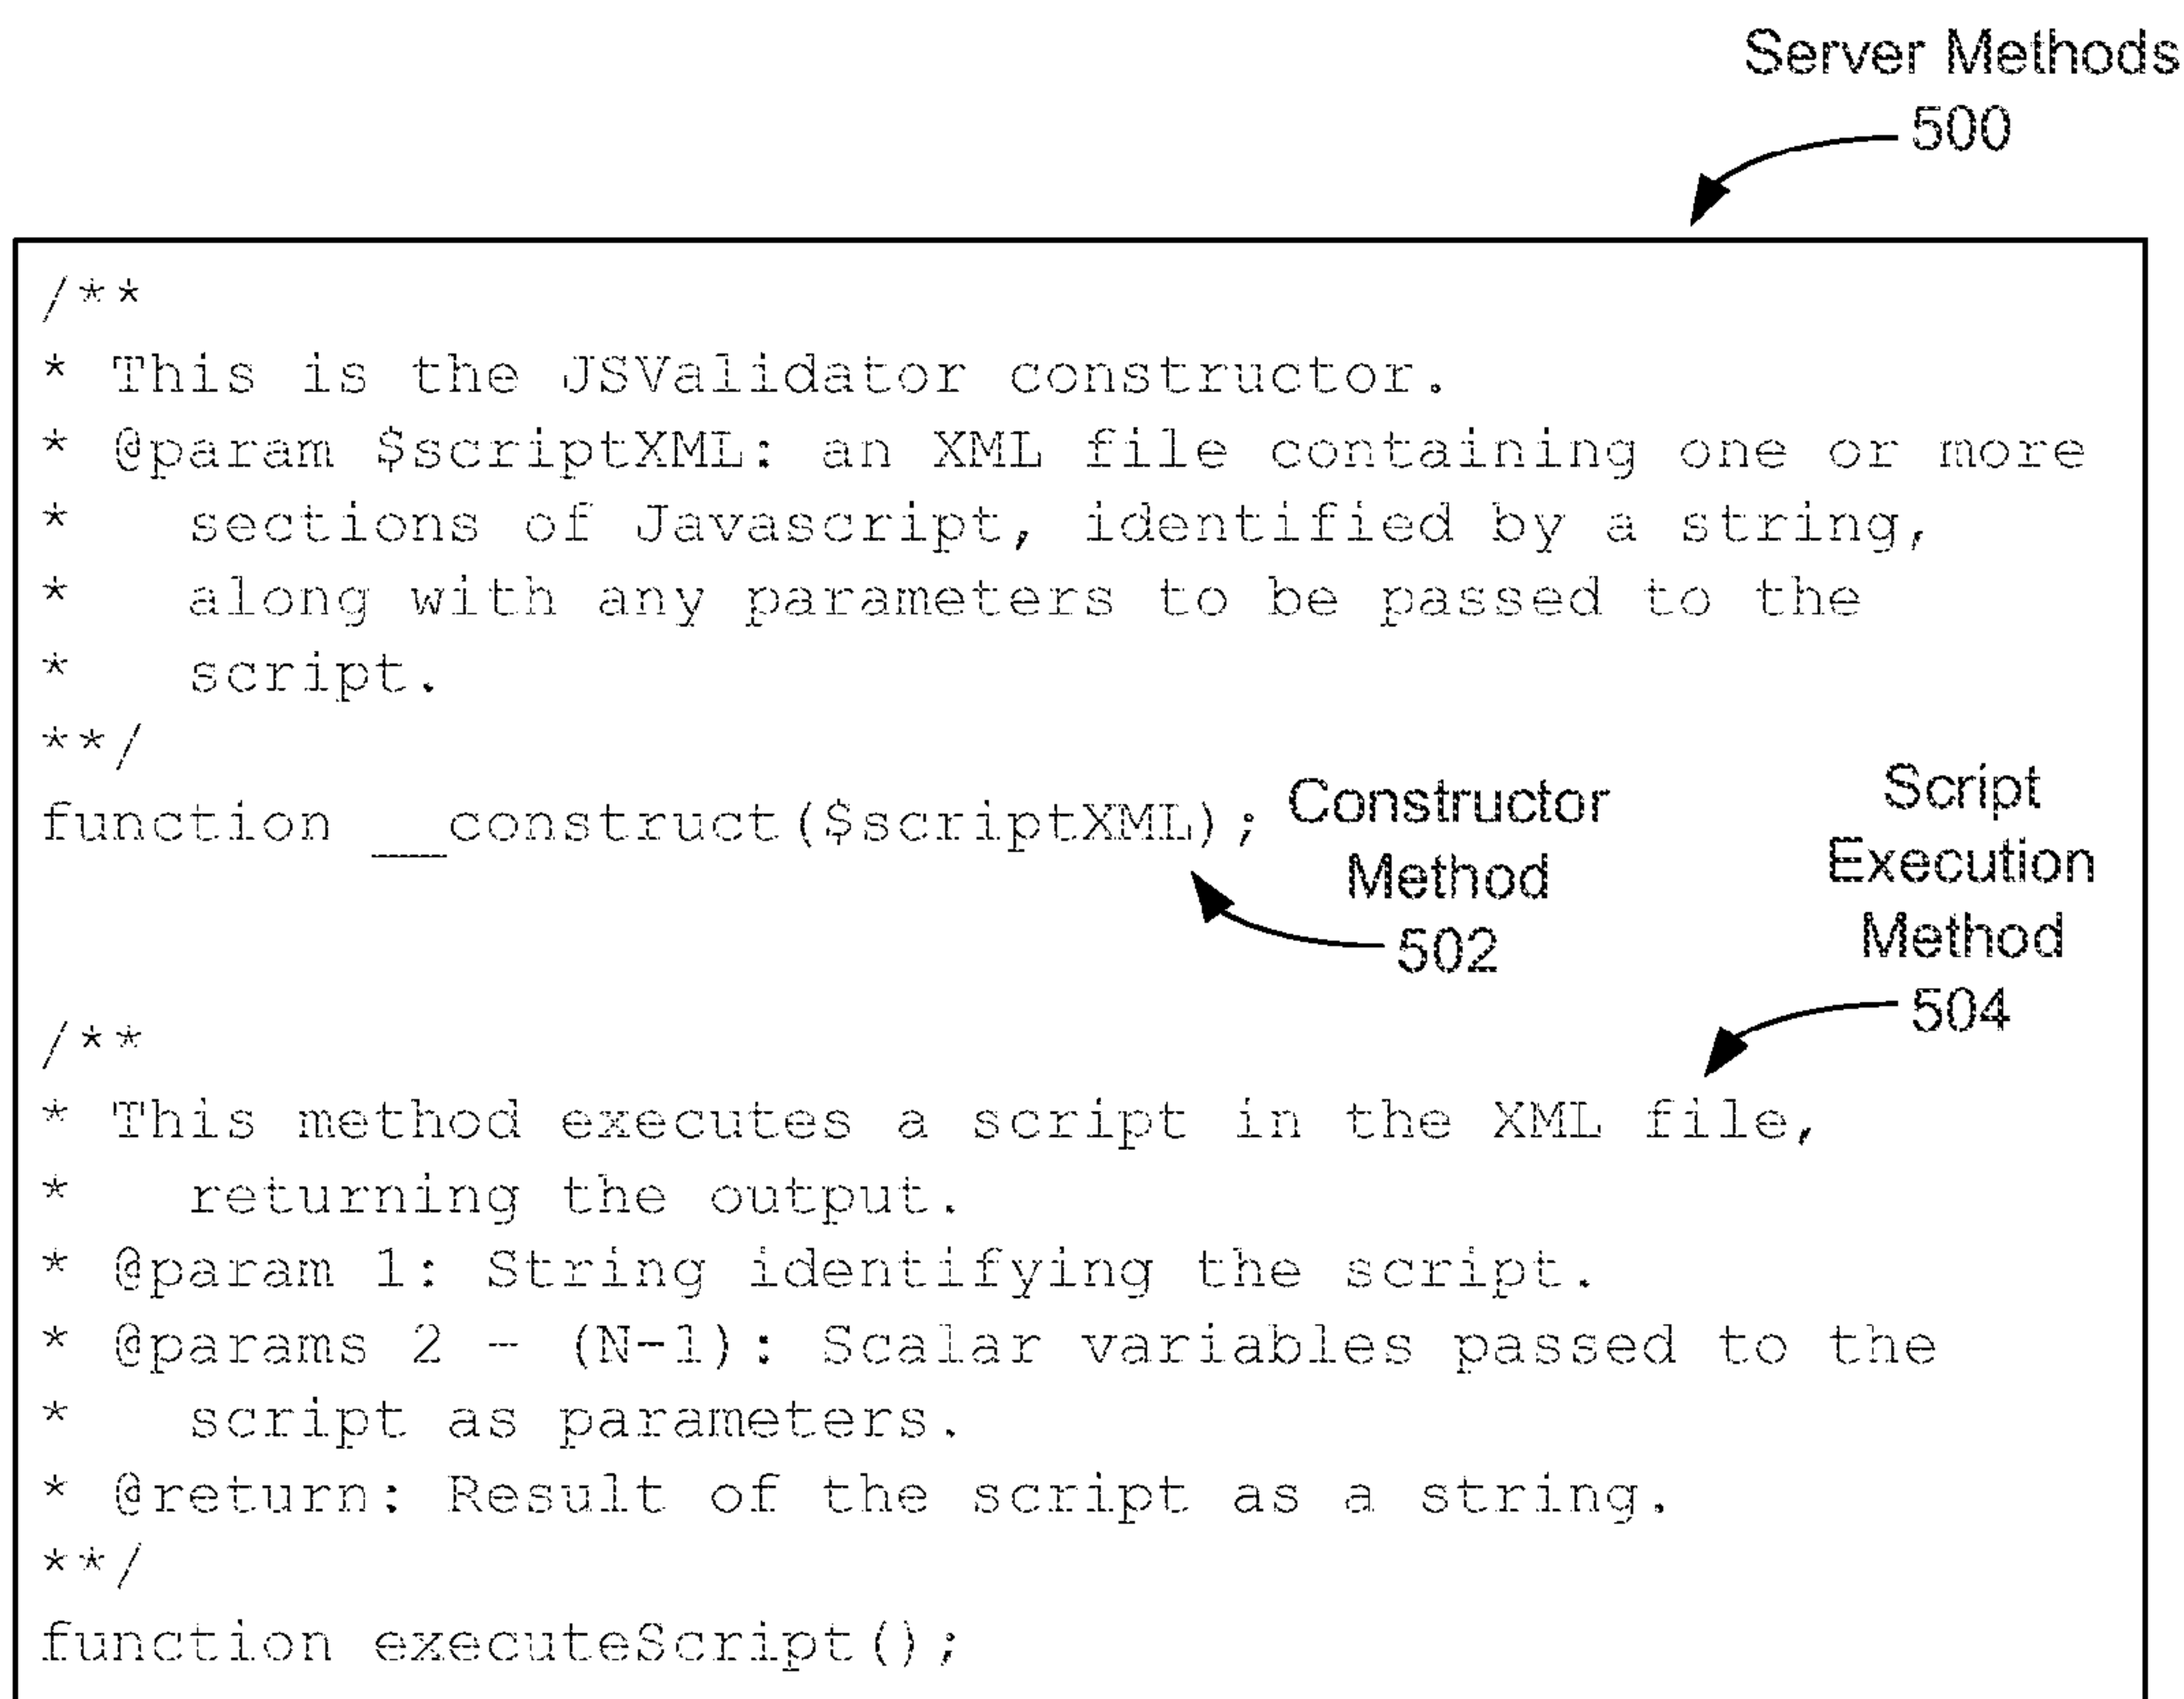 Server Methods
500
/**
* This is the JSValidator constructor.
* @param $scriptXML: an XML file containing one or more
*   sections of Javascript, identified by a string,
*   along with any parameters to be passed to the
*   script.
**/
function __construct($scriptXML);
Constructor
Method
502
Script
Execution
Method
504
/**
* This method executes a script in the XML file,
*   returning the output.
* @param 1: String identifying the script.
* @params 2 - (N-1): Scalar variables passed to the
*   script as parameters.
* @return: Result of the script as a string.
**/
function executeScript();